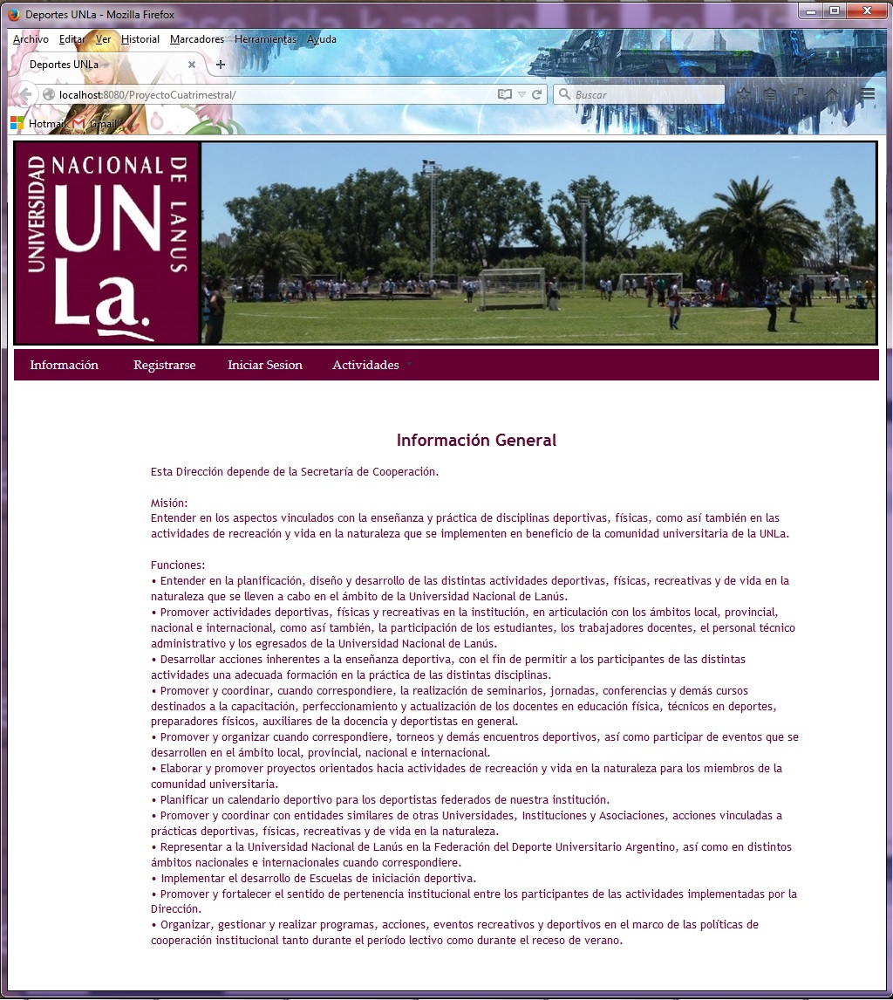 Deportes UNLa - Mozilla Firefox
Archivo Editar Ver Historial Marcadores Herramientas Ayuda
Deportes UNLa
localhost:8080/ProyectoCuatrimestral/
Buscar
Hotmail Gmail
UNIVERSIDAD NACIONAL DE LANUS
UN
La.
Información Registrarse Iniciar Sesion Actividades
Información General
Esta Dirección depende de la Secretaría de Cooperación.
Misión:
Entender en los aspectos vinculados con la enseñanza y práctica de disciplinas deportivas, físicas, como así también en las
actividades de recreación y vida en la naturaleza que se implementen en beneficio de la comunidad universitaria de la UNLa.
Funciones:
• Entender en la planificación, diseño y desarrollo de las distintas actividades deportivas, físicas, recreativas y de vida en la
naturaleza que se lleven a cabo en el ámbito de la Universidad Nacional de Lanús.
• Promover actividades deportivas, físicas y recreativas en la institución, en articulación con los ámbitos local, provincial,
nacional e internacional, como así también, la participación de los estudiantes, los trabajadores docentes, el personal técnico
administrativo y los egresados de la Universidad Nacional de Lanús.
• Desarrollar acciones inherentes a la enseñanza deportiva, con el fin de permitir a los participantes de las distintas
actividades una adecuada formación en la práctica de las distintas disciplinas.
• Promover y coordinar, cuando correspondiere, la realización de seminarios, jornadas, conferencias y demás cursos
destinados a la capacitación, perfeccionamiento y actualización de los docentes en educación física, técnicos en deportes,
preparadores físicos, auxiliares de la docencia y deportistas en general.
• Promover y organizar cuando correspondiere, torneos y demás encuentros deportivos, así como participar de eventos que se
desarrollen en el ámbito local, provincial, nacional e internacional.
• Elaborar y promover proyectos orientados hacia actividades de recreación y vida en la naturaleza para los miembros de la
comunidad universitaria.
• Planificar un calendario deportivo para los deportistas federados de nuestra institución.
• Promover y coordinar con entidades similares de otras Universidades, Instituciones y Asociaciones, acciones vinculadas a
prácticas deportivas, físicas, recreativas y de vida en la naturaleza.
• Representar a la Universidad Nacional de Lanús en la Federación del Deporte Universitario Argentino, así como en distintos
ámbitos nacionales e internacionales cuando correspondiere.
• Implementar el desarrollo de Escuelas de iniciación deportiva.
• Promover y fortalecer el sentido de pertenencia institucional entre los participantes de las actividades implementadas por la
Dirección.
• Organizar, gestionar y realizar programas, acciones, eventos recreativos y deportivos en el marco de las políticas de
cooperación institucional tanto durante el período lectivo como durante el receso de verano.